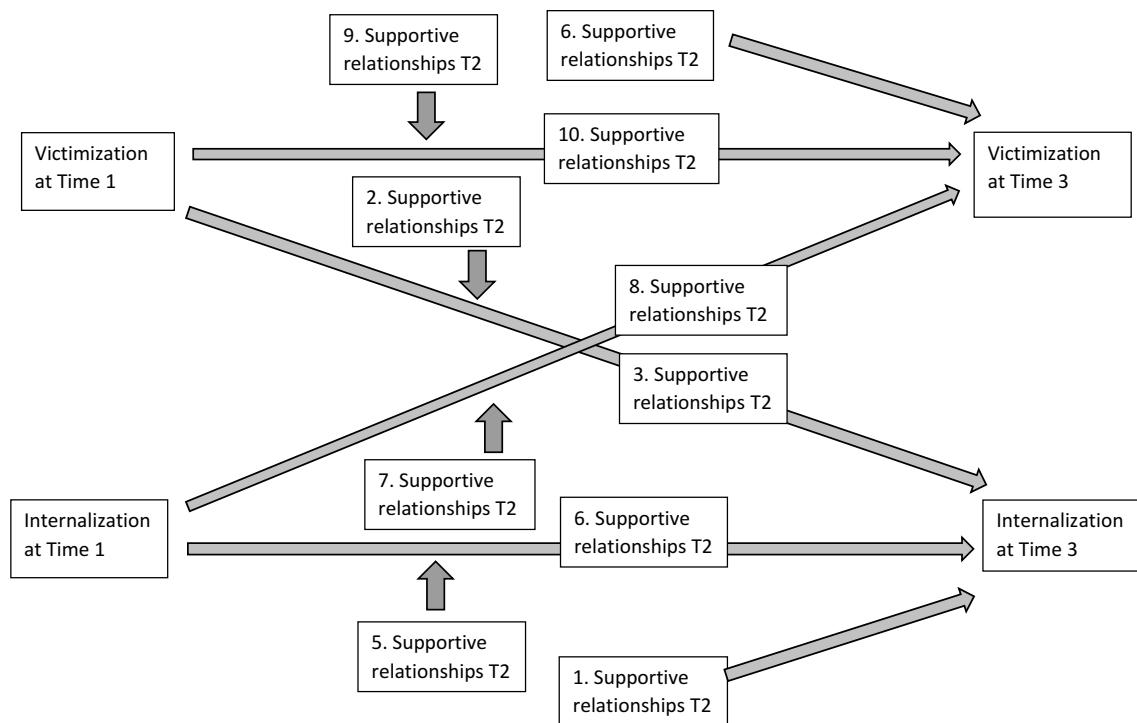 9. Supportive
relationships T2
6. Supportive
relationships T2
Victimization
at Time 1
10. Supportive
relationships T2
Victimization
at Time 3
2. Supportive
relationships T2
8. Supportive
relationships T2
3. Supportive
relationships T2
7. Supportive
relationships T2
Internalization
at Time 1
6. Supportive
relationships T2
Internalization
at Time 3
5. Supportive
relationships T2
1. Supportive
relationships T2